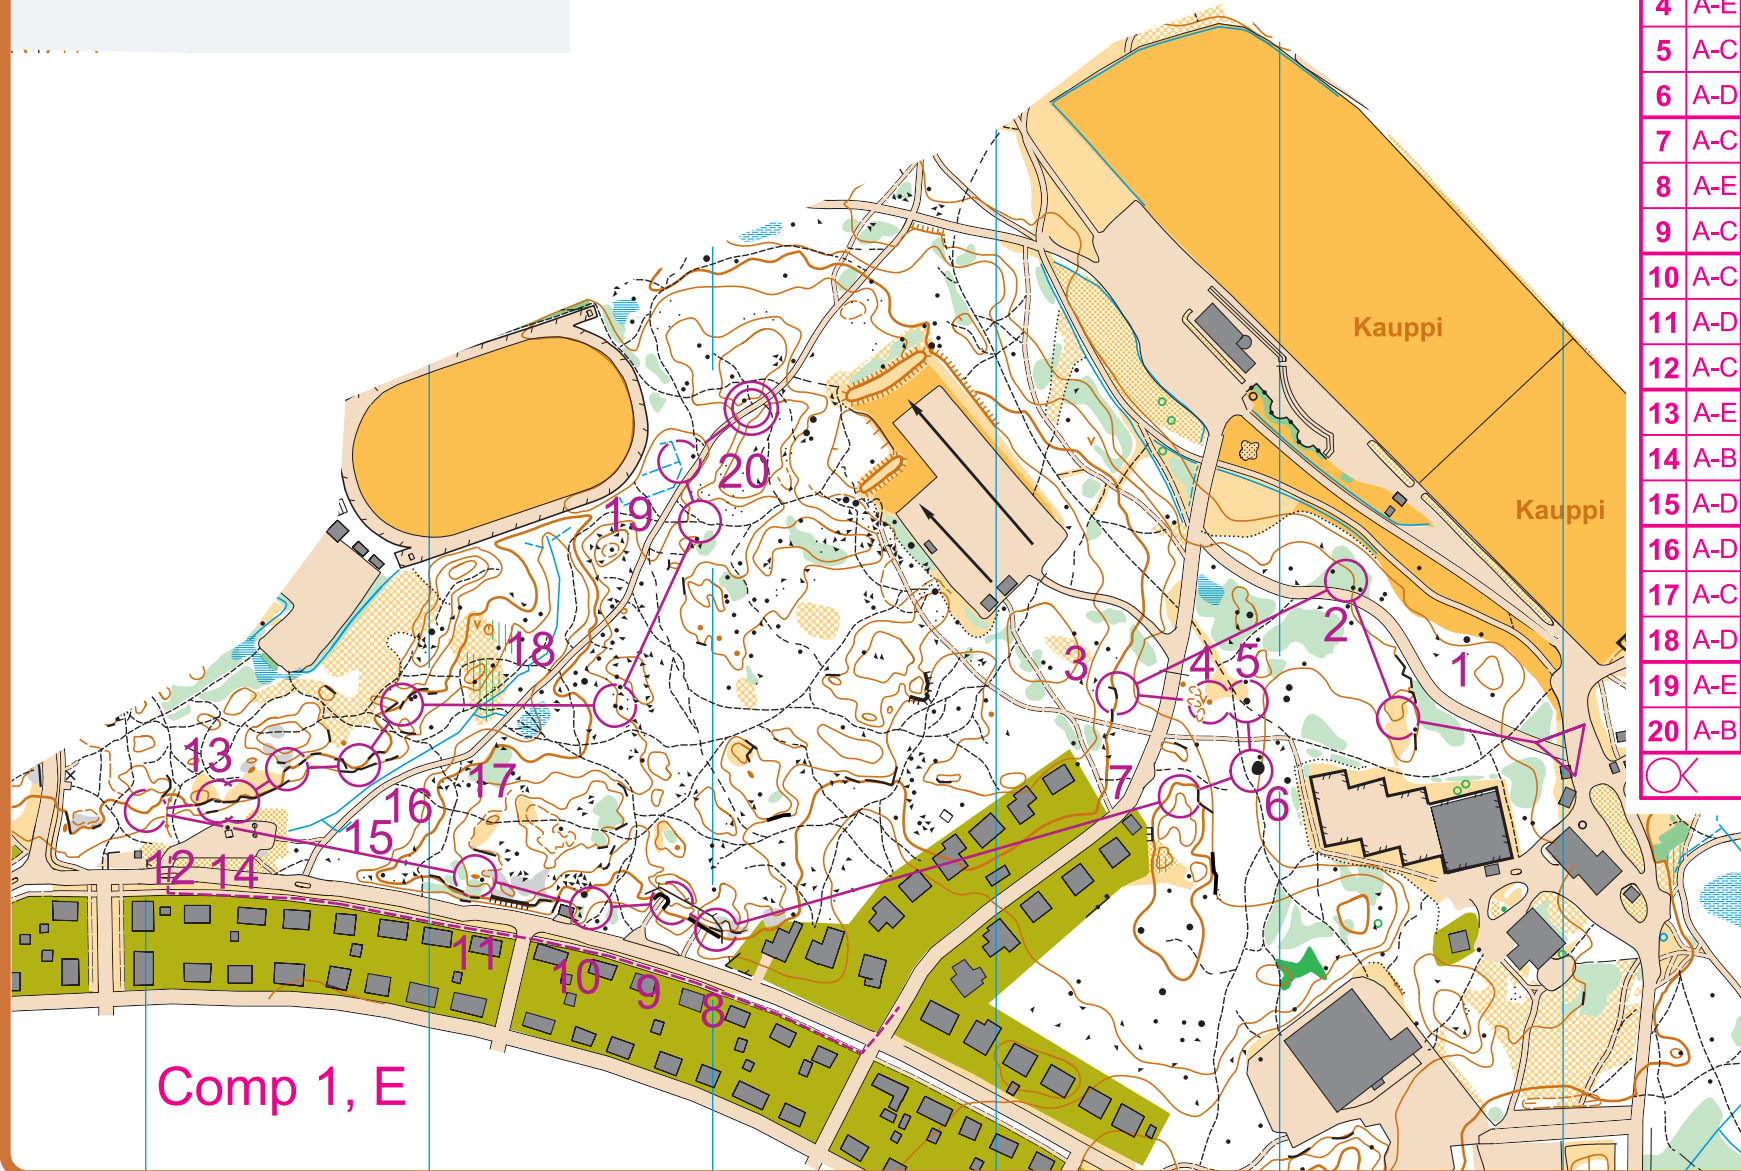 4 A-E
5 A-C
6 A-D
7 A-C
8 A-E
9 A-C
10 A-C
11 A-D
12 A-C
13 A-E
14 A-B
15 A-D
16 A-D
17 A-C
18 A-D
19 A-E
20 A-B
Kauppi
Kauppi
20
19
2
18
3
4
5
1
13
17
7
16
6
15
12
14
11
10
9
8
Comp 1, E